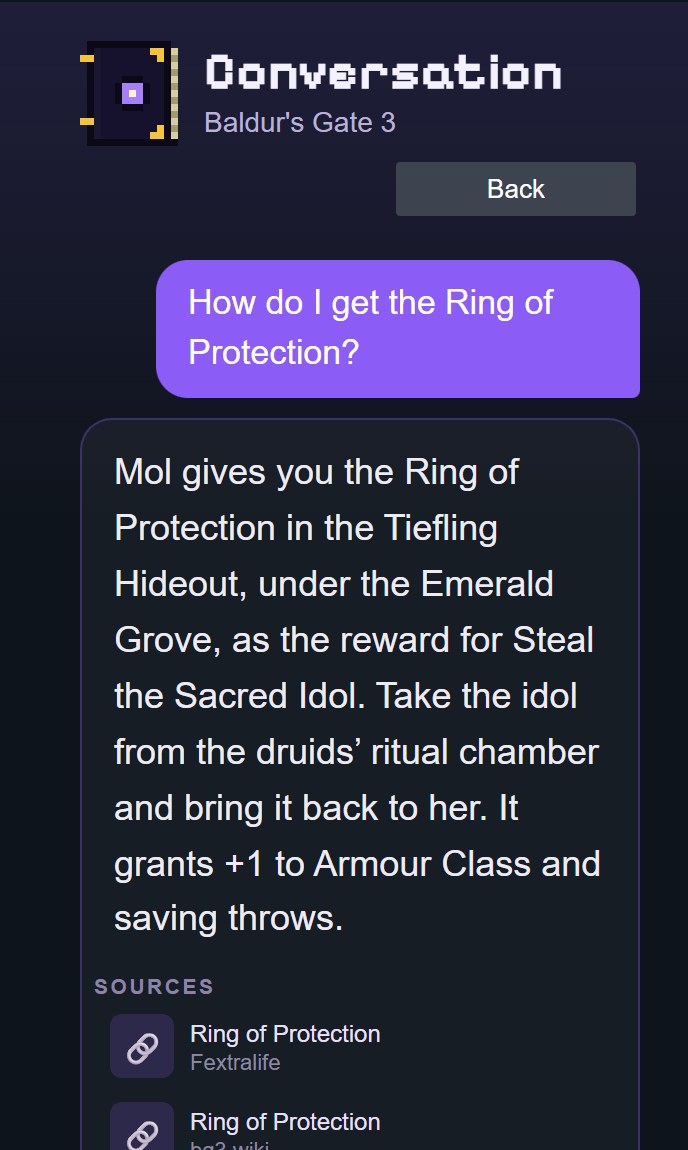 Conversation
Baldur's Gate 3
Back
How do I get the Ring of
Protection?
Mol gives you the Ring of
Protection in the Tiefling
Hideout, under the Emerald
Grove, as the reward for Steal
the Sacred Idol. Take the idol
from the druids’ ritual chamber
and bring it back to her. It
grants +1 to Armour Class and
saving throws.
SOURCES
Ring of Protection
Fextralife
Ring of Protection
bg3.wiki